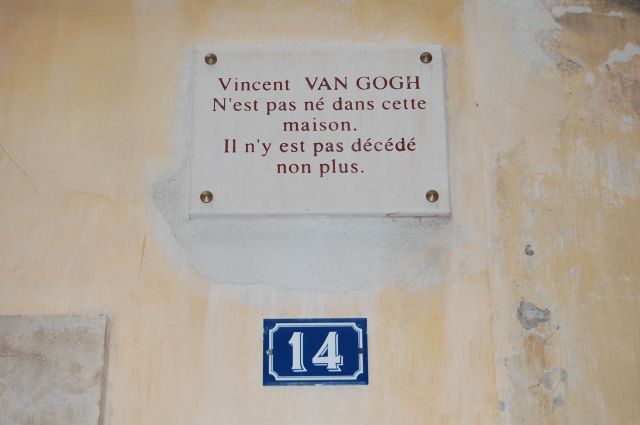 Vincent VAN GOGH
N'est pas né dans cette
maison.
Il n'y est pas décédé
non plus.
14